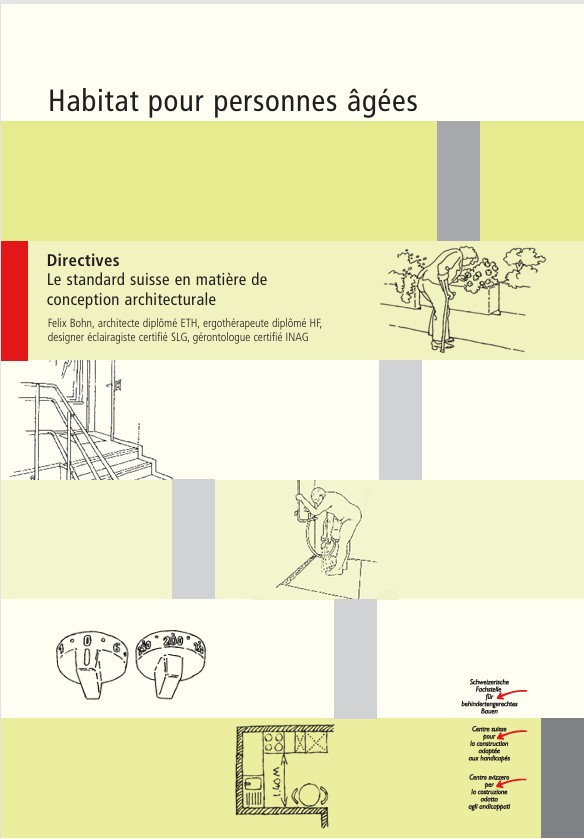 Habitat pour personnes âgées
Directives
Le standard suisse en matière de
conception architecturale
Felix Bohn, architecte diplômé ETH, ergothérapeute diplômé HF,
designer éclairagiste certifié SLG, gérontologue certifié INAG
0
200
Schweizerische
Fachstelle
für
behindertengerechtes
Bauen
1.40 M
Centre suisse
pour
la construction
adaptée
aux handicapés
Centro svizzero
per
la costruzione
adatta
agli andicappati